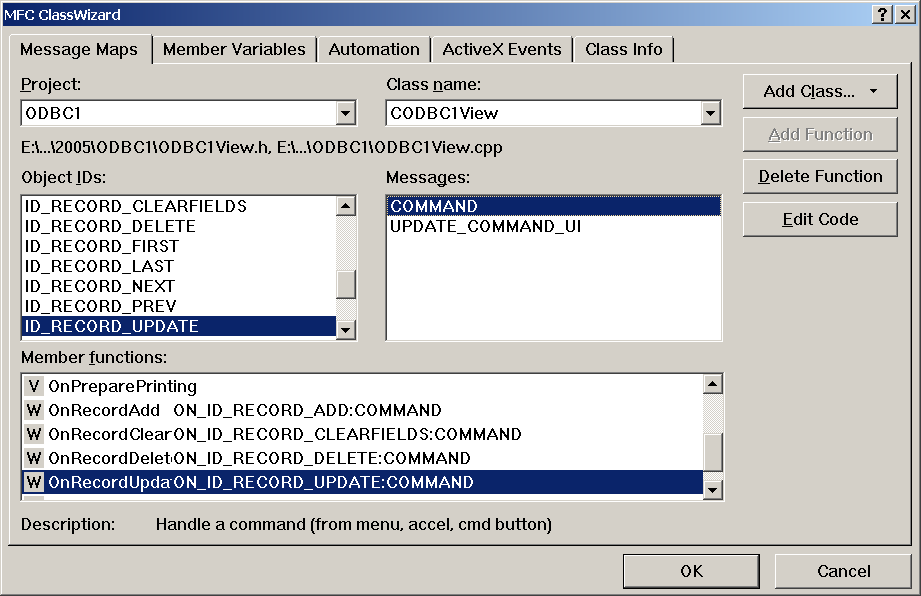 MFC ClassWizard
Message Maps Member Variables Automation ActiveX Events Class Info
Project: Class name:
ODBC1 CODBC1View
Add Class...
Add Function
Delete Function
Edit Code
E:\...\2005\ODBC1\ODBC1View.h, E:\...\ODBC1\ODBC1View.cpp
Object IDs: Messages:
ID_RECORD_CLEARFIELDS COMMAND
ID_RECORD_DELETE UPDATE_COMMAND_UI
ID_RECORD_FIRST
ID_RECORD_LAST
ID_RECORD_NEXT
ID_RECORD_PREV
ID_RECORD_UPDATE
Member functions:
V OnPreparePrinting
W OnRecordAdd ON_ID_RECORD_ADD:COMMAND
W OnRecordClear ON_ID_RECORD_CLEARFIELDS:COMMAND
W OnRecordDelet ON_ID_RECORD_DELETE:COMMAND
W OnRecordUpda ON_ID_RECORD_UPDATE:COMMAND
Description: Handle a command (from menu, accel, cmd button)
OK Cancel